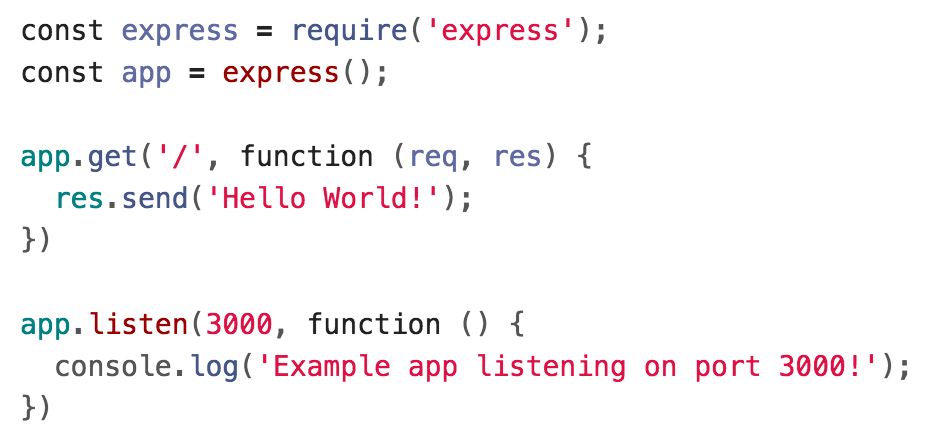 const express = require('express');
const app = express();

app.get('/', function (req, res) {
  res.send('Hello World!');
})

app.listen(3000, function () {
  console.log('Example app listening on port 3000!');
})